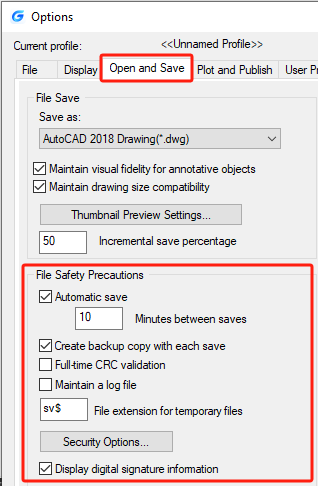 Options
Current profile: <<Unnamed Profile>>
File Display Open and Save Plot and Publish User Pr
File Save
Save as:
AutoCAD 2018 Drawing(*.dwg)
Maintain visual fidelity for annotative objects
Maintain drawing size compatibility
Thumbnail Preview Settings...
50 Incremental save percentage
File Safety Precautions
Automatic save
10 Minutes between saves
Create backup copy with each save
Full-time CRC validation
Maintain a log file
sv$ File extension for temporary files
Security Options...
Display digital signature information